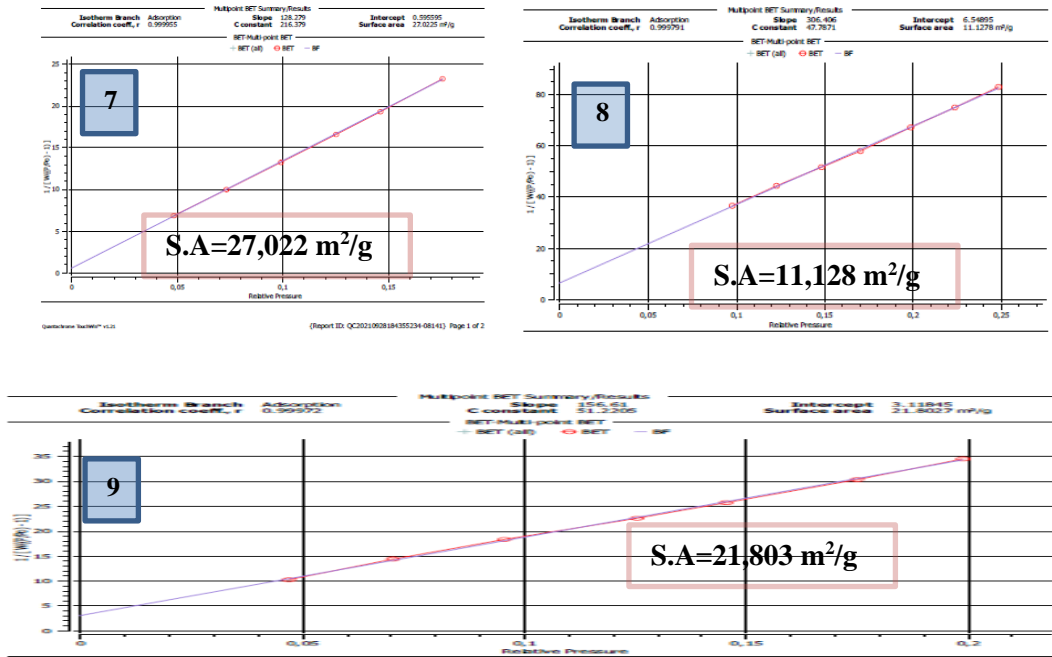 Multipoint BET Summary/Results
Isotherm Branch Adsorption Slope 128.279 Intercept 0.595595
Correlation coeff., r 0.999955 C constant 216.379 Surface area 27.0225 m²/g
BET-Multi-point BET
BET (all) BET BF
7
25
20
15
10
5
0
1 / [ W((P/Po) - 1) ]
S.A=27,022 m²/g
0 0,05 0,1 0,15
Relative Pressure
Quantachrome TouchWin™ v1.21 {Report ID: QC20210928184355234-08141} Page 1 of 2
Multipoint BET Summary/Results
Isotherm Branch Adsorption Slope 306.406 Intercept 6.54895
Correlation coeff., r 0.999791 C constant 47.7871 Surface area 11.1278 m²/g
BET-Multi-point BET
BET (all) BET BF
8
80
60
40
20
0
1 / [ W((P/Po) - 1) ]
S.A=11,128 m²/g
0 0,05 0,1 0,15 0,2 0,25
Relative Pressure
Multipoint BET Summary/Results
Isotherm Branch Adsorption Slope 156.61 Intercept 3.11845
Correlation coeff., r 0.99972 C constant 51.2205 Surface area 21.8027 m²/g
BET-Multi-point BET
BET (all) BET BF
9
35
30
25
20
15
10
5
0
1 / [ W((P/Po) - 1) ]
S.A=21,803 m²/g
0 0,05 0,1 0,15 0,2
Relative Pressure